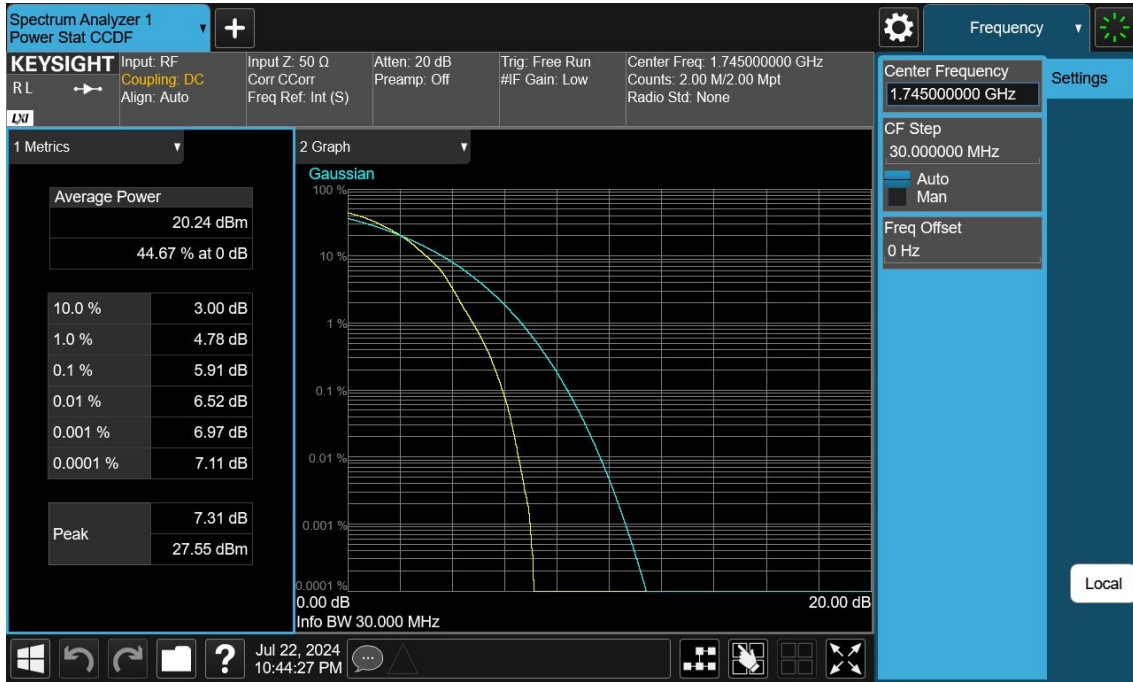 Spectrum Analyzer 1
Power Stat CCDF
+
Frequency
KEYSIGHT
RL
LXI
Input: RF
Coupling: DC
Align: Auto
Input Z: 50 Ω
Corr CCorr
Freq Ref: Int (S)
Atten: 20 dB
Preamp: Off
Trig: Free Run
#IF Gain: Low
Center Freq: 1.745000000 GHz
Counts: 2.00 M/2.00 Mpt
Radio Std: None
Center Frequency
1.745000000 GHz
Settings
CF Step
30.000000 MHz
Auto
Man
Freq Offset
0 Hz
Local
1 Metrics
Average Power
20.24 dBm
44.67 % at 0 dB
10.0 % 3.00 dB
1.0 % 4.78 dB
0.1 % 5.91 dB
0.01 % 6.52 dB
0.001 % 6.97 dB
0.0001 % 7.11 dB
Peak
7.31 dB
27.55 dBm
2 Graph
Gaussian
100 %
10 %
1 %
0.1 %
0.01 %
0.001 %
0.0001 %
0.00 dB 20.00 dB
Info BW 30.000 MHz
?
Jul 22, 2024
10:44:27 PM